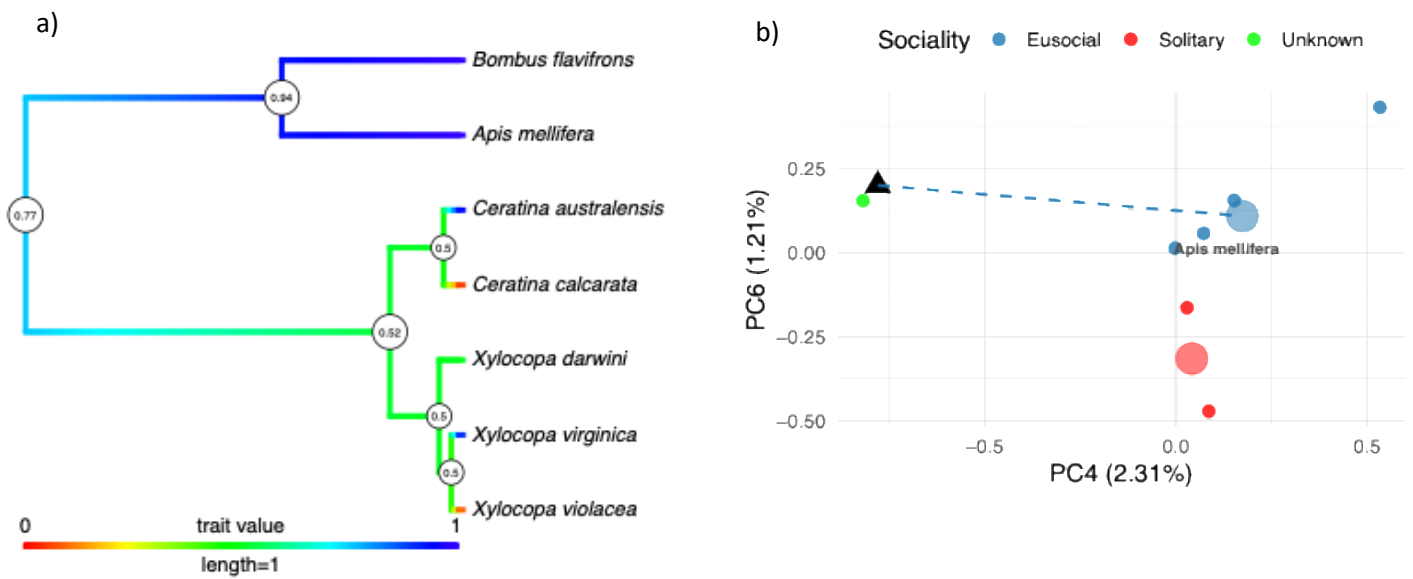 a)
Bombus flavifrons
0.94
Apis mellifera
Ceratina australensis
0.77
0.5
Ceratina calcarata
0.52
Xylocopa darwini
0.5
Xylocopa virginica
0.5
Xylocopa violacea
0 trait value 1
length=1
b)
Sociality Eusocial Solitary Unknown
0.25
0.00
−0.25
−0.50
PC6 (1.21%)
Apis mellifera
−0.5 0.0 0.5
PC4 (2.31%)